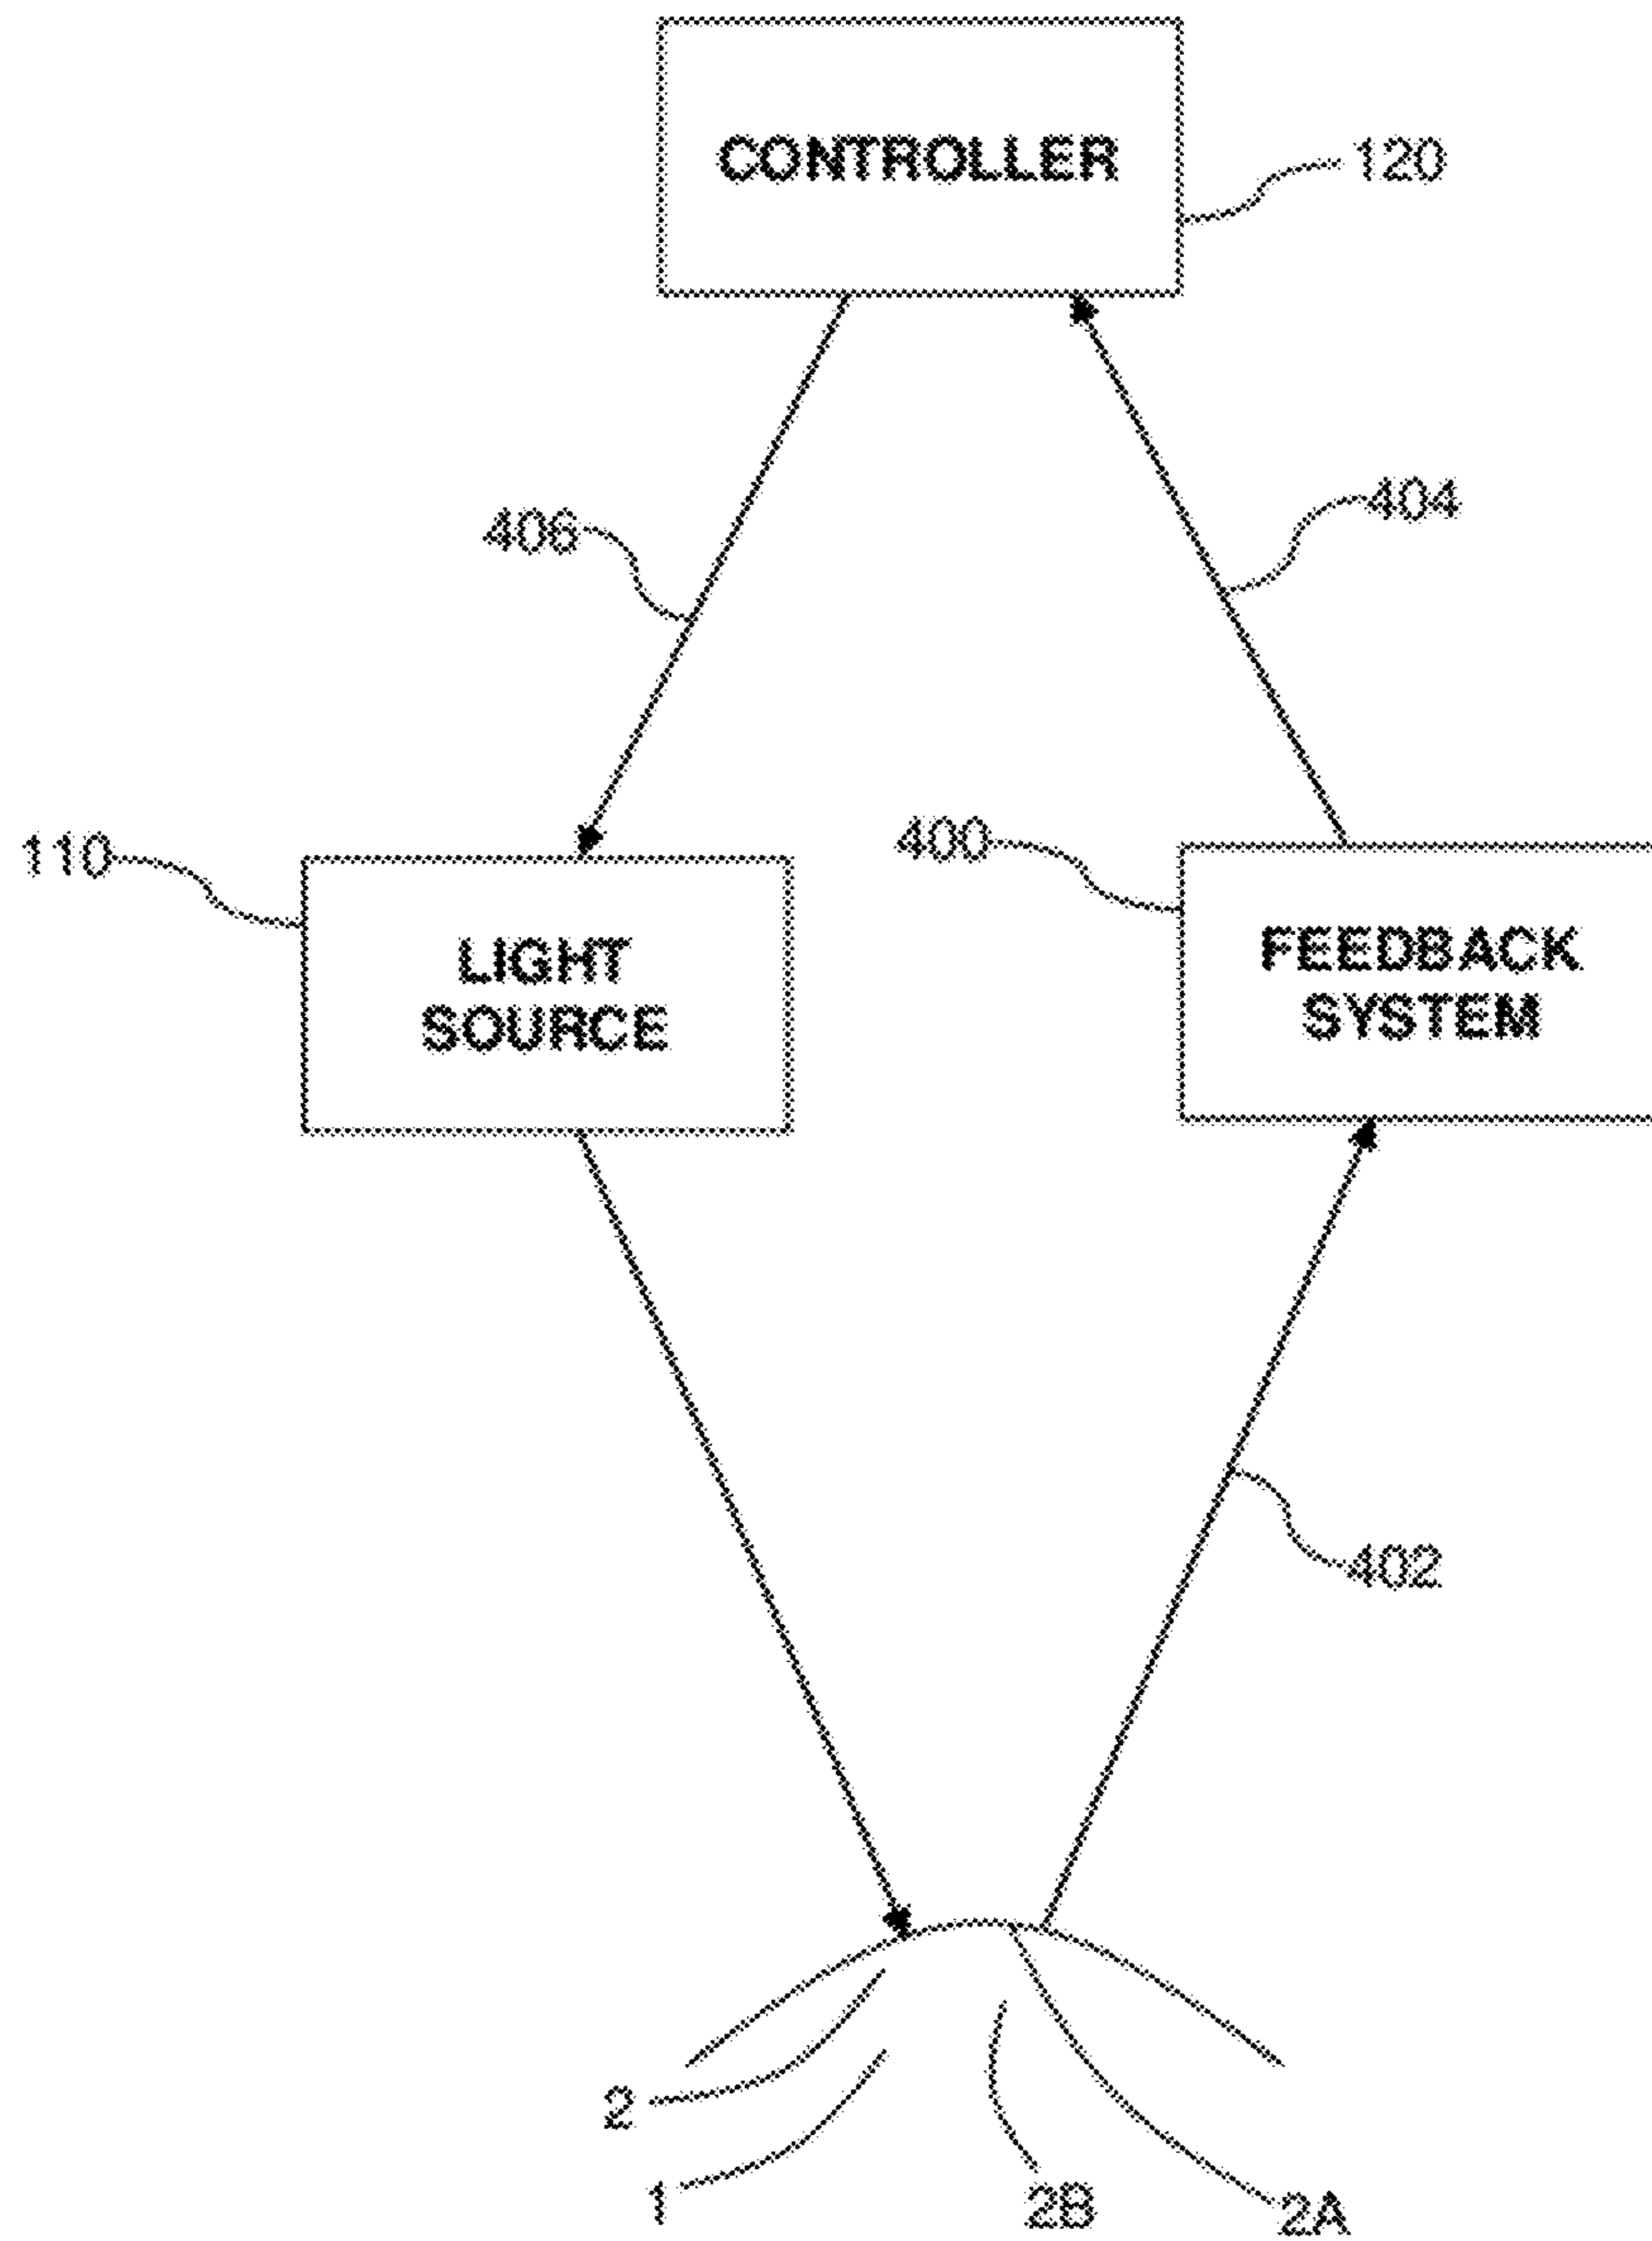 CONTROLLER
120
406
404
110
400
LIGHT
SOURCE
FEEDBACK
SYSTEM
402
2
1
2B
2A